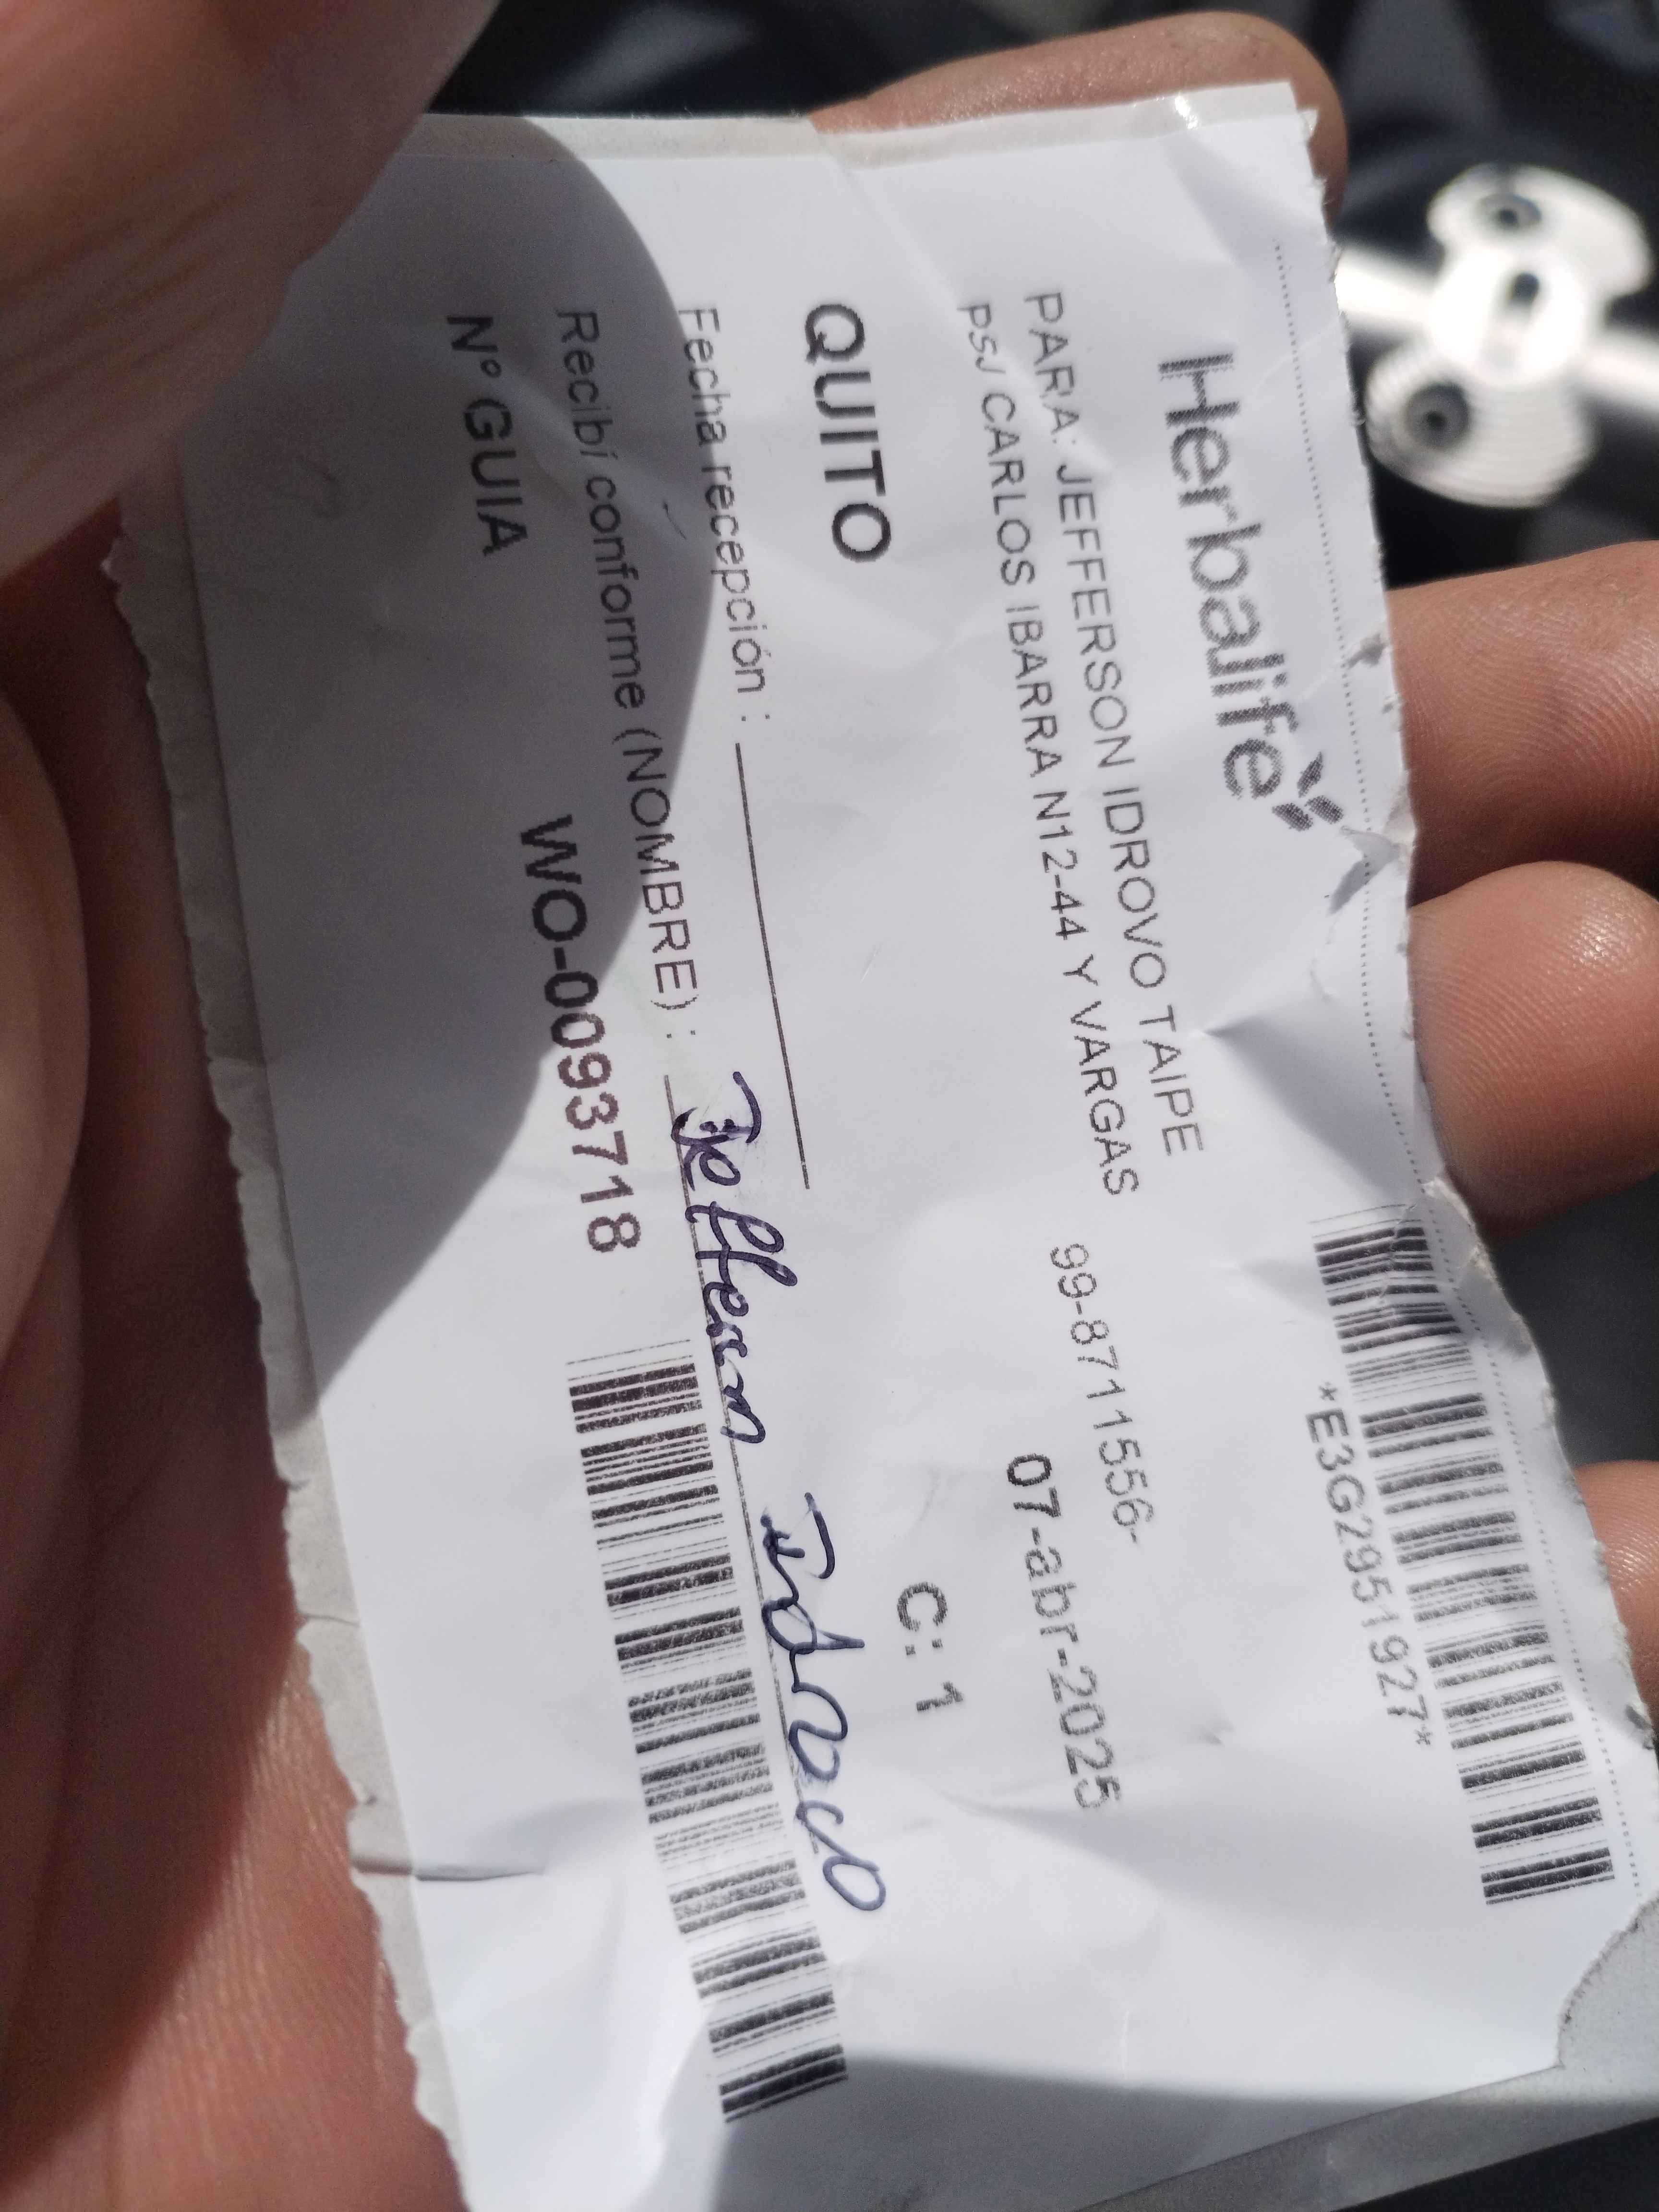 Herbalife
*E3G2951927*
PARA: JEFFERSON IDROVO TAIPE
PSJ CARLOS IBARRA N12-44 Y VARGAS 99-8711556-
07-abr-2025
QUITO C: 1
Fecha recepción :
Recibí conforme (NOMBRE) : Jefferson Idrovo
Nº GUIA WO-0093718